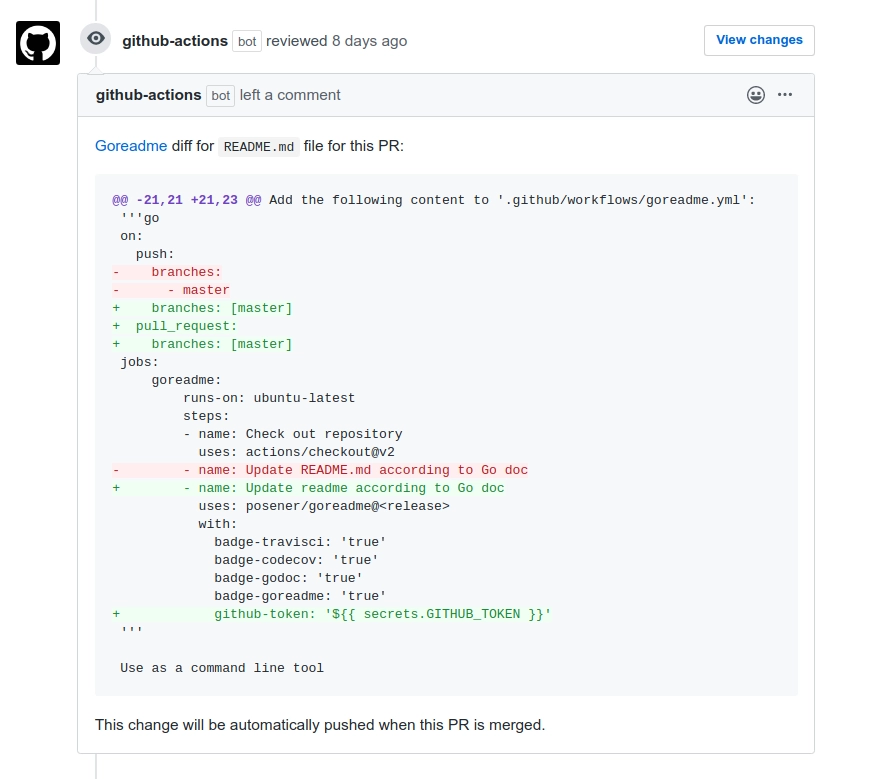 github-actions bot reviewed 8 days ago
View changes
github-actions bot left a comment
Goreadme diff for README.md file for this PR:
@@ -21,21 +21,23 @@ Add the following content to '.github/workflows/goreadme.yml':
 '''go
 on:
   push:
-    branches:
-      - master
+    branches: [master]
+  pull_request:
+    branches: [master]
 jobs:
     goreadme:
         runs-on: ubuntu-latest
         steps:
         - name: Check out repository
           uses: actions/checkout@v2
-        - name: Update README.md according to Go doc
+        - name: Update readme according to Go doc
           uses: posener/goreadme@<release>
           with:
             badge-travisci: 'true'
             badge-codecov: 'true'
             badge-godoc: 'true'
             badge-goreadme: 'true'
+            github-token: '${{ secrets.GITHUB_TOKEN }}'
 '''
 Use as a command line tool
This change will be automatically pushed when this PR is merged.